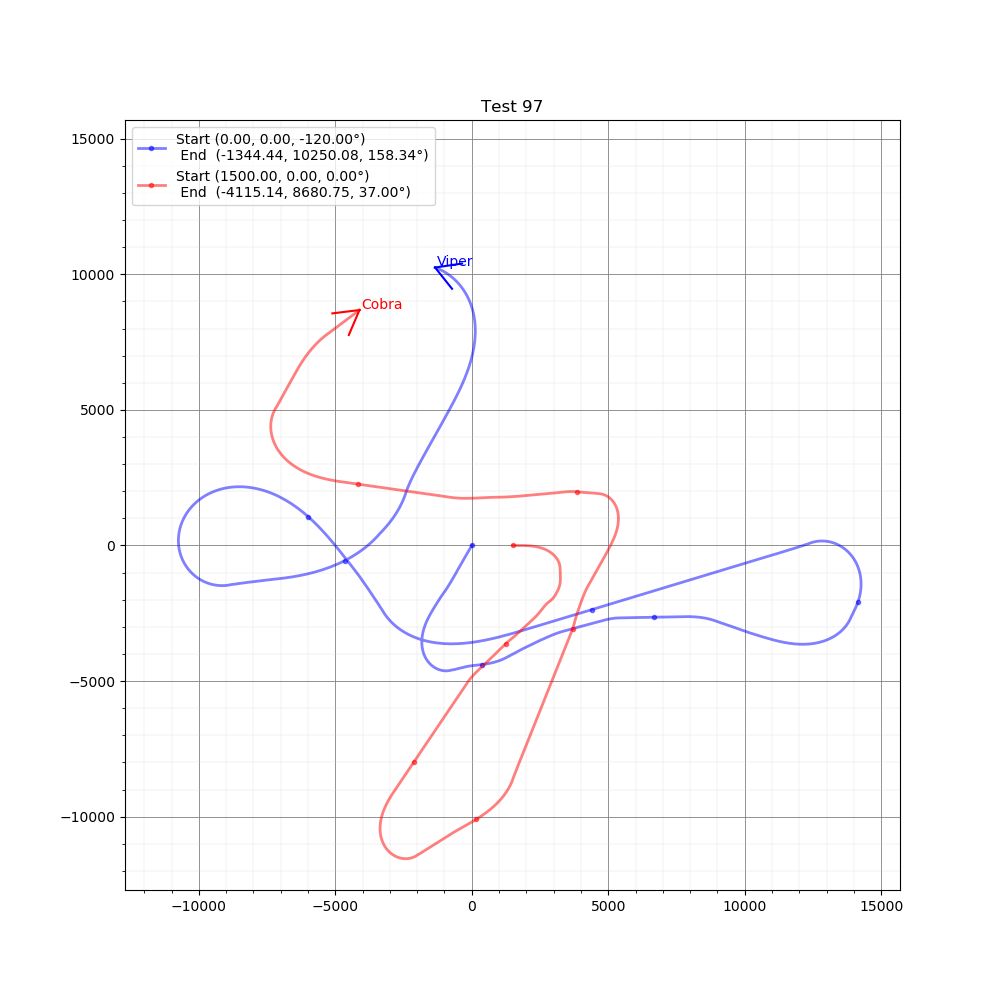 Test 97
Start (0.00, 0.00, -120.00°)
End  (-1344.44, 10250.08, 158.34°)
Start (1500.00, 0.00, 0.00°)
End  (-4115.14, 8680.75, 37.00°)
15000
10000
5000
0
−5000
−10000
Viper
Cobra
−10000
−5000
0
5000
10000
15000